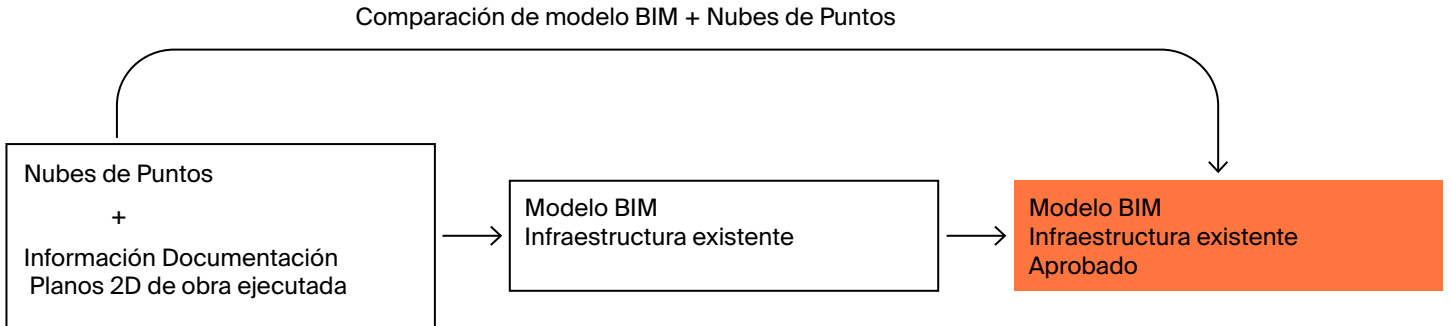 Comparación de modelo BIM + Nubes de Puntos
Nubes de Puntos
+
Información Documentación
Planos 2D de obra ejecutada
Modelo BIM
Infraestructura existente
Modelo BIM
Infraestructura existente
Aprobado